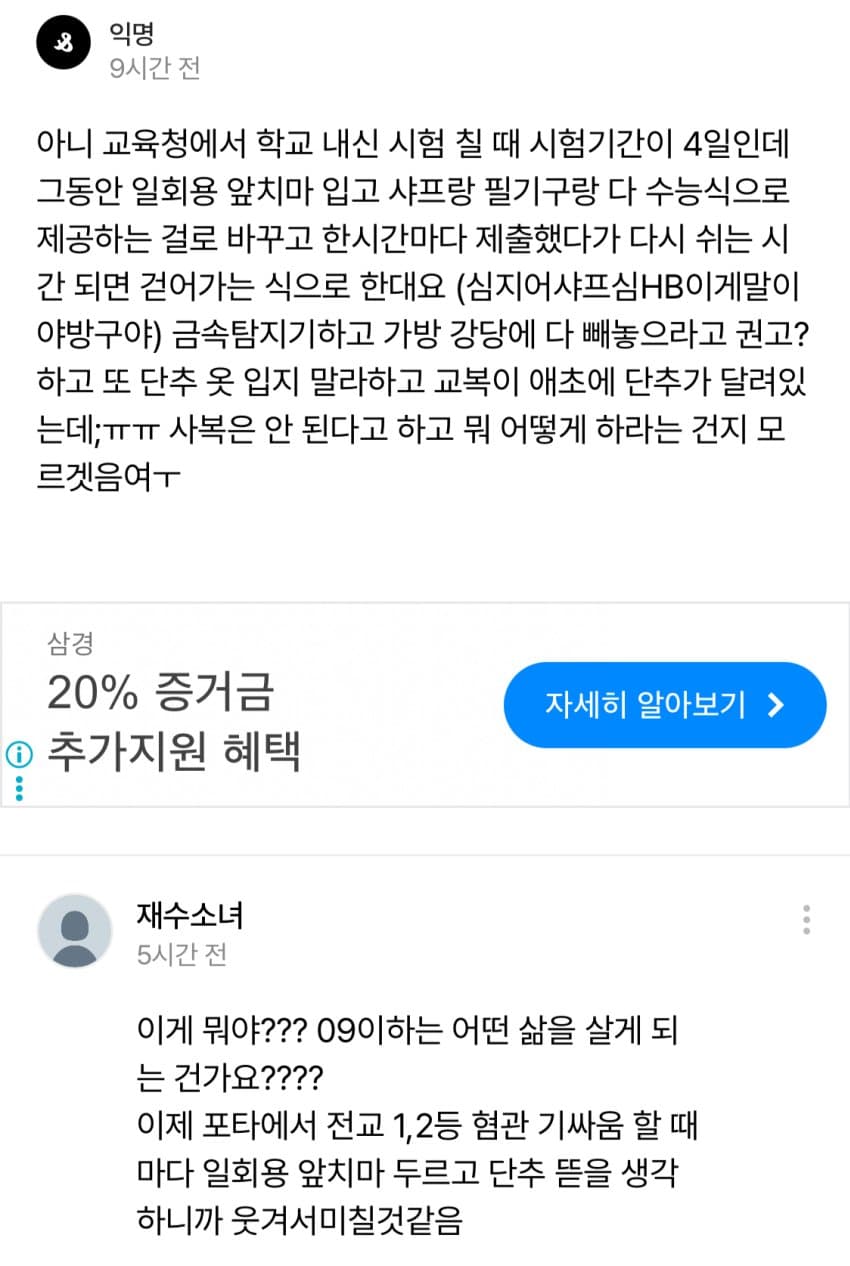 익명
9시간 전
아니 교육청에서 학교 내신 시험 칠 때 시험기간이 4일인데
그동안 일회용 앞치마 입고 샤프랑 필기구랑 다 수능식으로
제공하는 걸로 바꾸고 한시간마다 제출했다가 다시 쉬는 시
간 되면 걷어가는 식으로 한대요 (심지어샤프심HB이게말이
야방구야) 금속탐지기하고 가방 강당에 다 빼놓으라고 권고?
하고 또 단추 옷 입지 말라하고 교복이 애초에 단추가 달려있
는데;ㅠㅠ 사복은 안 된다고 하고 뭐 어떻게 하라는 건지 모
르겟음여ㅜ
삼경
20% 증거금
추가지원 혜택
자세히 알아보기
재수소녀
5시간 전
이게 뭐야??? 09이하는 어떤 삶을 살게 되
는 건가요????
이제 포타에서 전교 1,2등 혐관 기싸움 할 때
마다 일회용 앞치마 두르고 단추 뜯을 생각
하니까 웃겨서미칠것같음